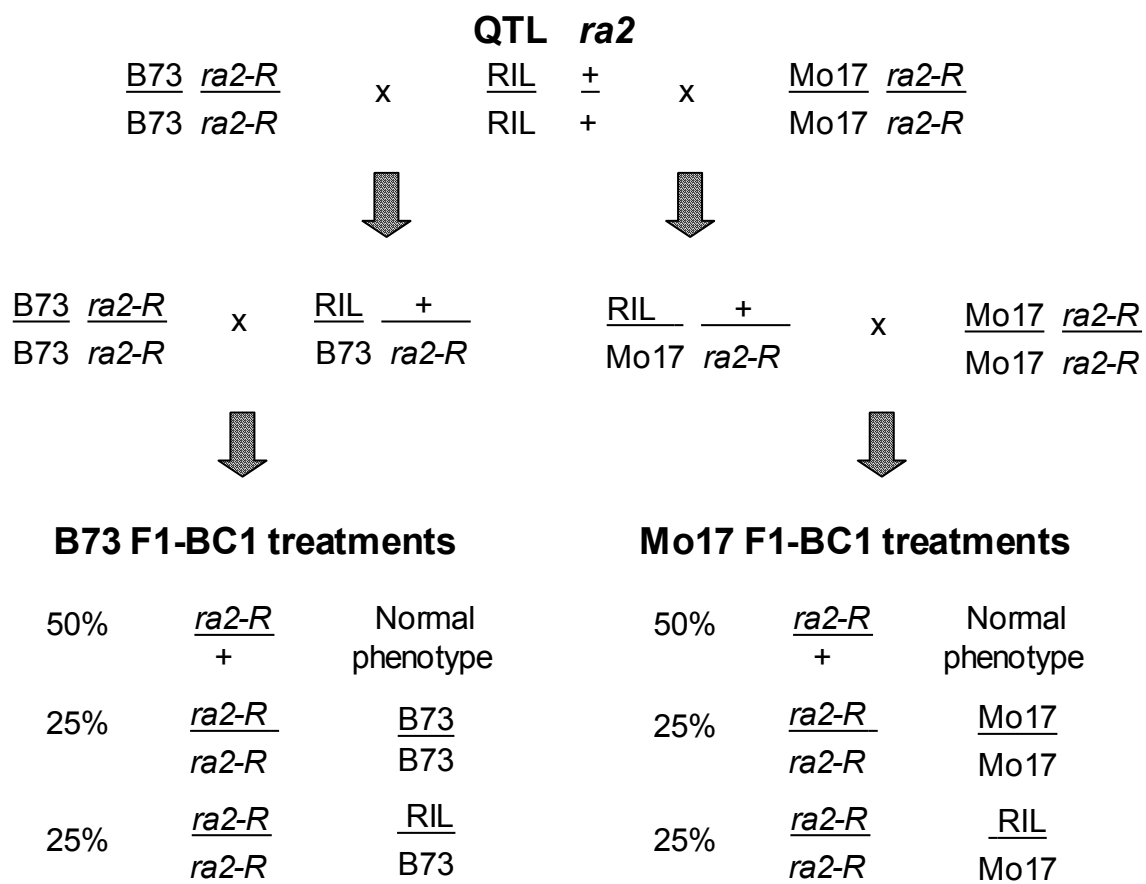 QTL ra2
B73 ra2-R x RIL + x Mo17 ra2-R
B73 ra2-R RIL + Mo17 ra2-R
B73 ra2-R x RIL + RIL + x Mo17 ra2-R
B73 ra2-R B73 ra2-R Mo17 ra2-R Mo17 ra2-R
B73 F1-BC1 treatments
50% ra2-R Normal
+ phenotype
25% ra2-R B73
ra2-R B73
25% ra2-R RIL
ra2-R B73
Mo17 F1-BC1 treatments
50% ra2-R Normal
+ phenotype
25% ra2-R Mo17
ra2-R Mo17
25% ra2-R RIL
ra2-R Mo17